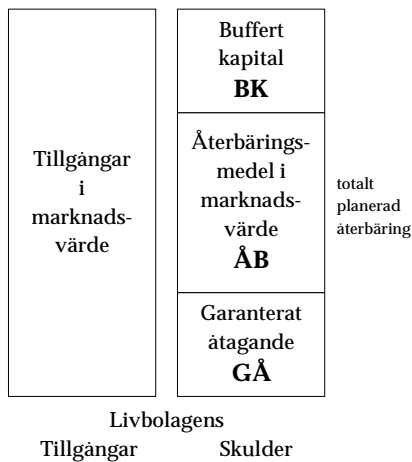 Tillgångar
i
marknads-
värde
Buffert
kapital
BK
Återbärings-
medel i
marknads-
värde
ÅB
Garanterat
åtagande
GÅ
totalt
planerad
återbäring
Livbolagens
Tillgångar Skulder